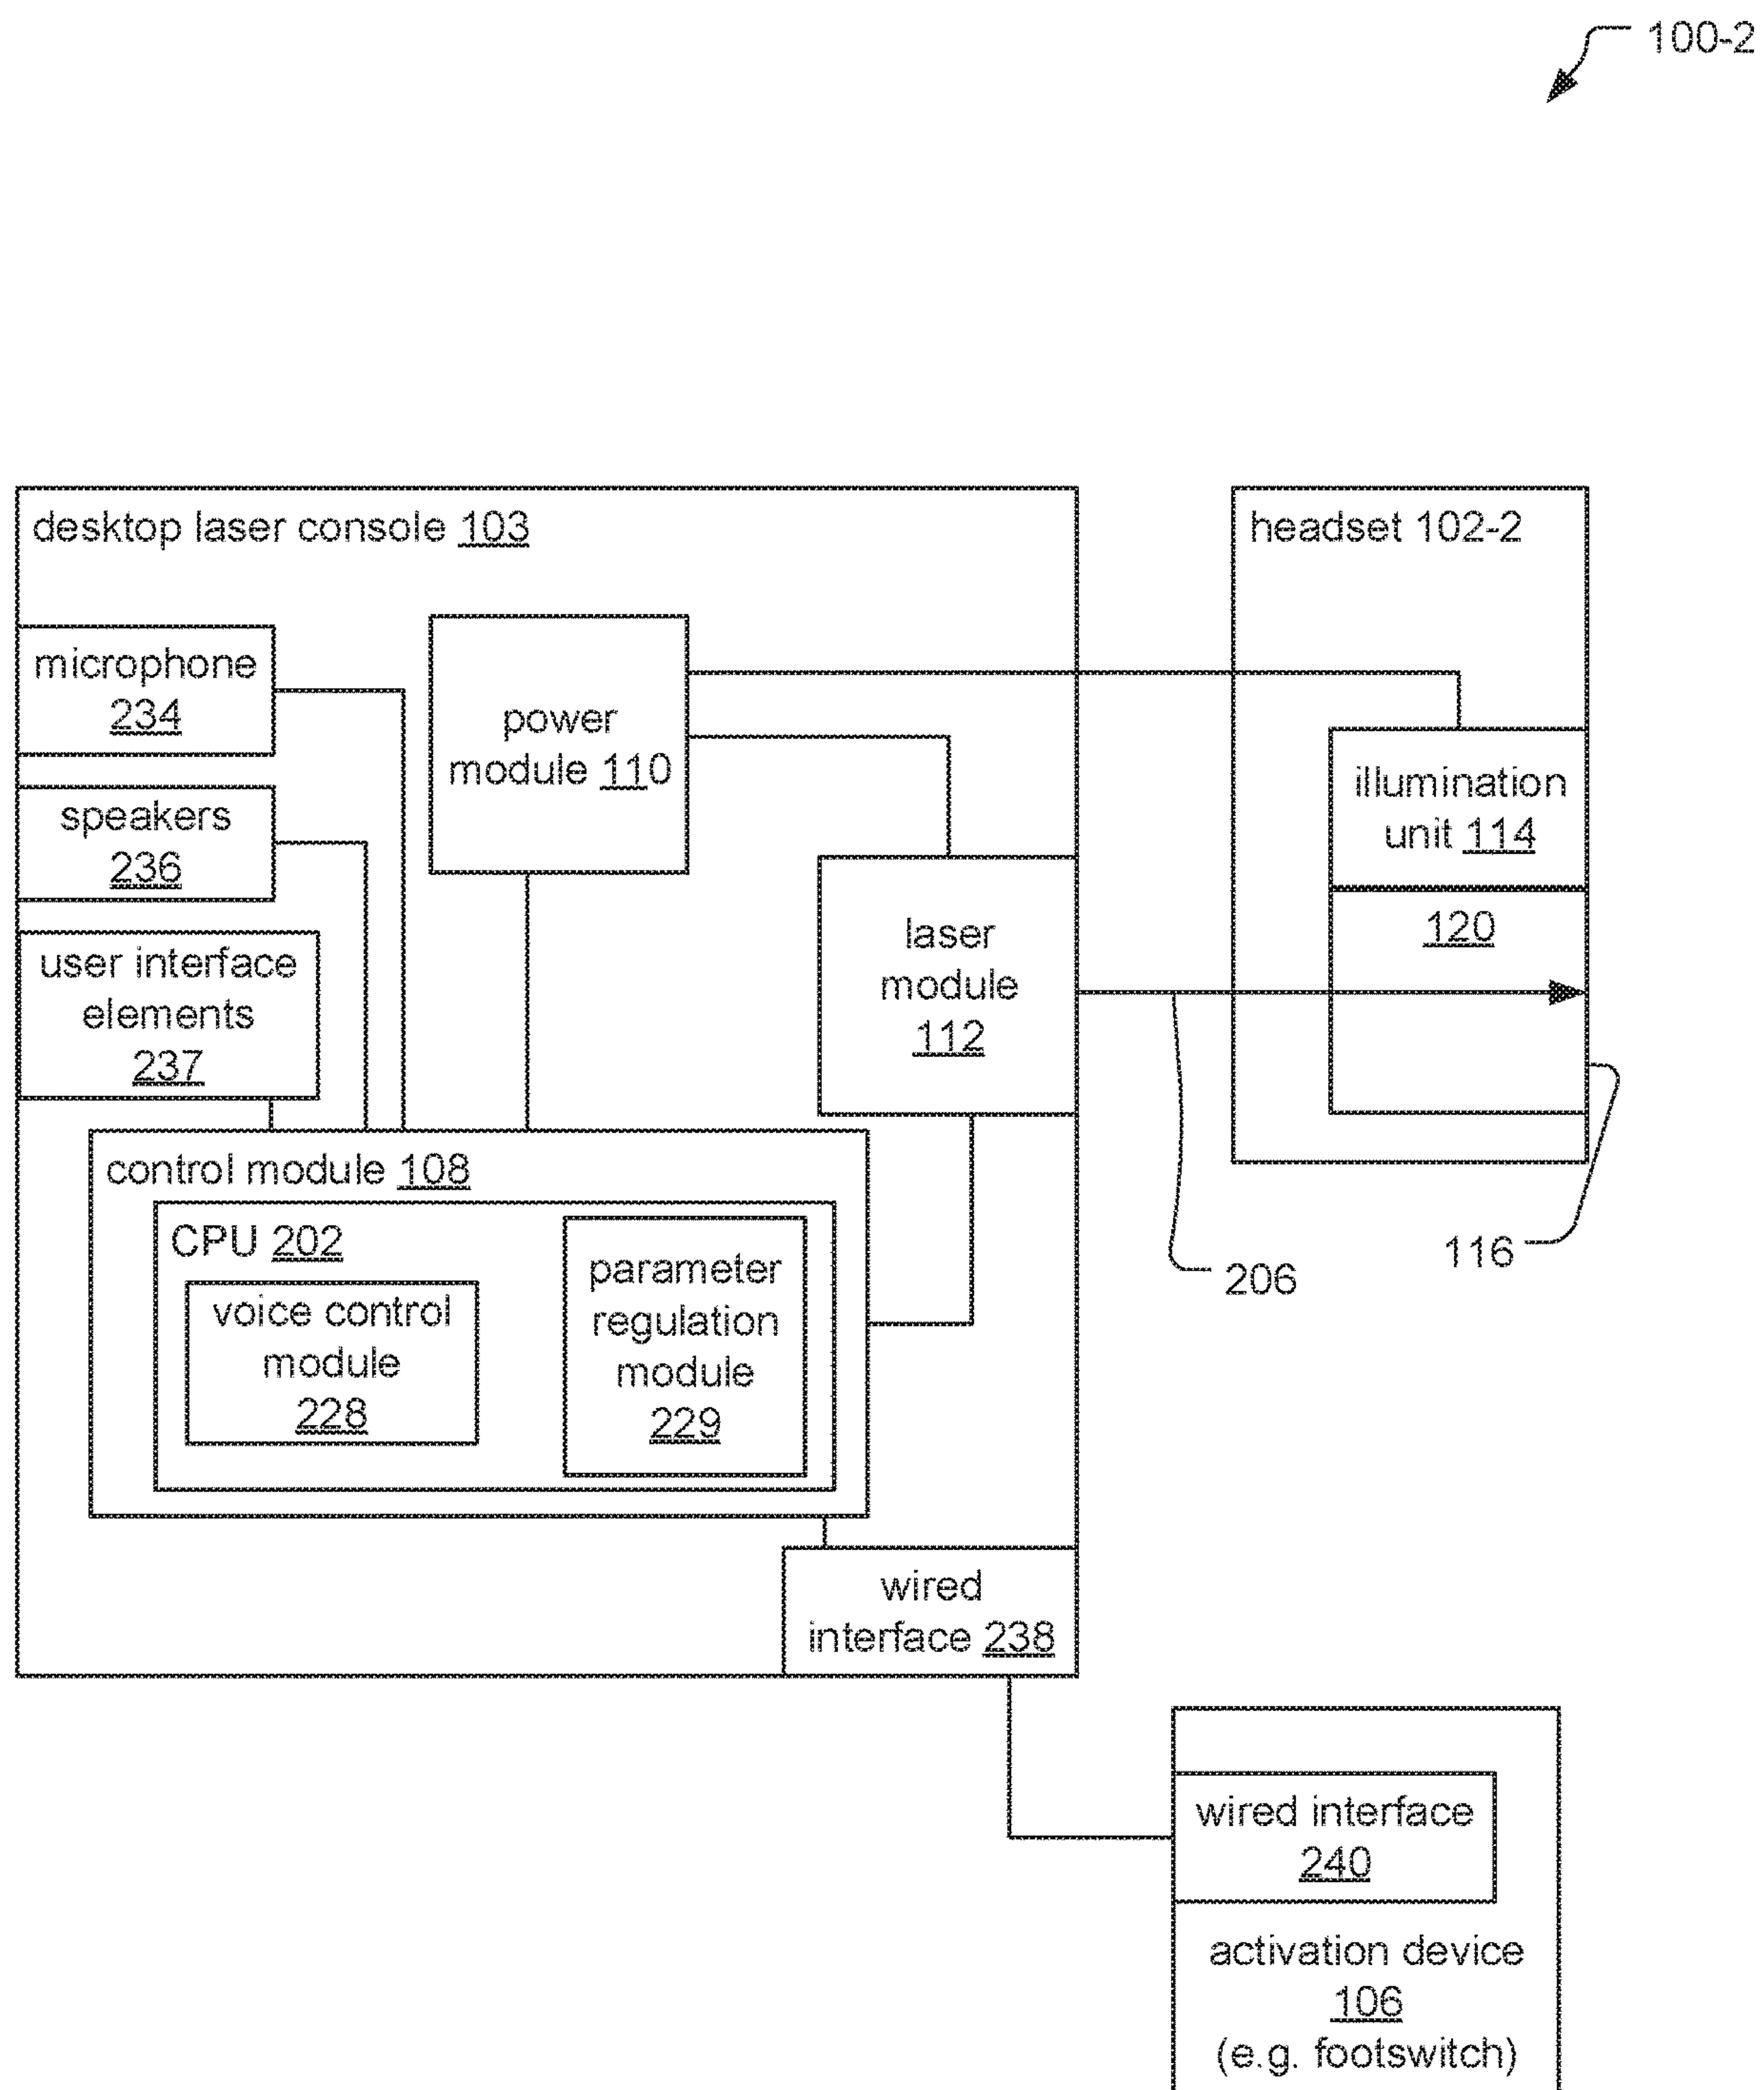 100-2
desktop laser console 103
headset 102-2
microphone
234
power
module 110
speakers
236
illumination
unit 114
120
user interface
elements
237
laser
module
112
control module 108
CPU 202
voice control
module
228
parameter
regulation
module
229
206
116
wired
interface 238
wired interface
240
activation device
106
(e.g. footswitch)